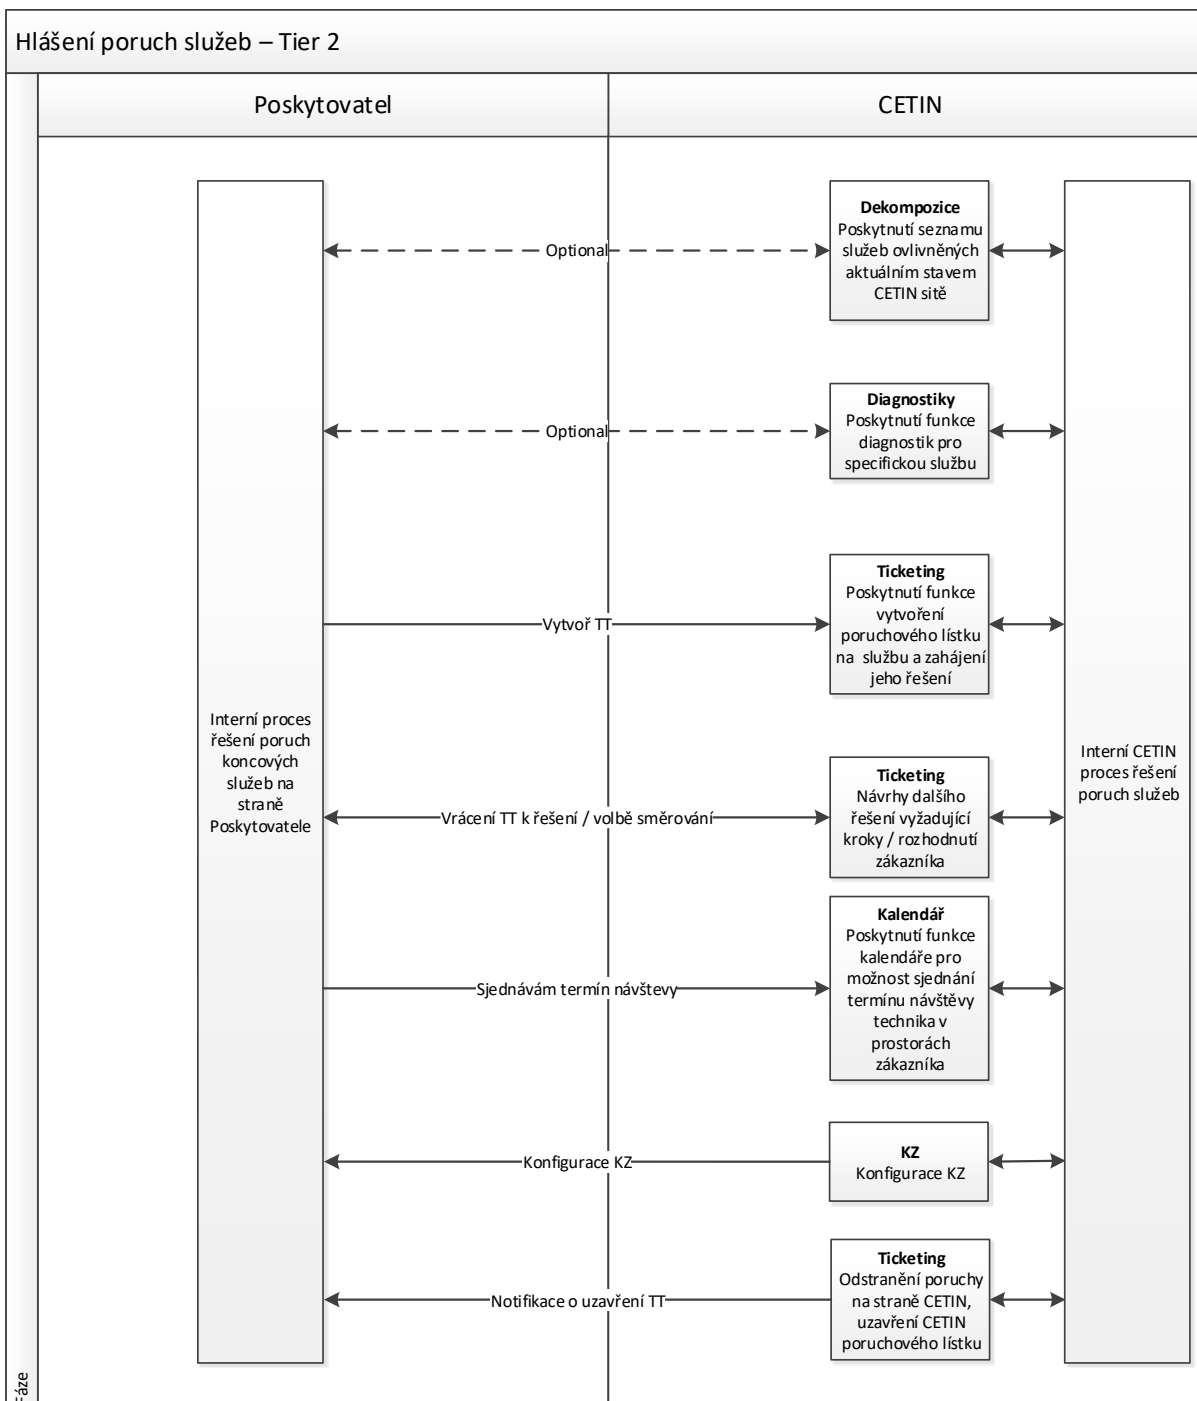 Hlášení poruch služeb – Tier 2
Poskytovatel
CETIN
Dekompozice
Poskytnutí seznamu
služeb ovlivněných
aktuálním stavem
CETIN sítě
Optional
Diagnostiky
Poskytnutí funkce
diagnostik pro
specifickou službu
Optional
Ticketing
Poskytnutí funkce
vytvoření
poruchového lístku
na službu a zahájení
jeho řešení
Vytvoř TT
Interní proces
řešení poruch
koncových
služeb na
straně
Poskytovatele
Interní CETIN
proces řešení
poruch služeb
Ticketing
Návrhy dalšího
řešení vyžadující
kroky / rozhodnutí
zákazníka
Vrácení TT k řešení / volbě směrování
Kalendář
Poskytnutí funkce
kalendáře pro
možnost sjednání
termínu návštěvy
technika v
prostorách
zákazníka
Sjednávám termín návštevy
KZ
Konfigurace KZ
Konfigurace KZ
Ticketing
Odstranění poruchy
na straně CETIN,
uzavření CETIN
poruchového lístku
Notifikace o uzavření TT
Fáze